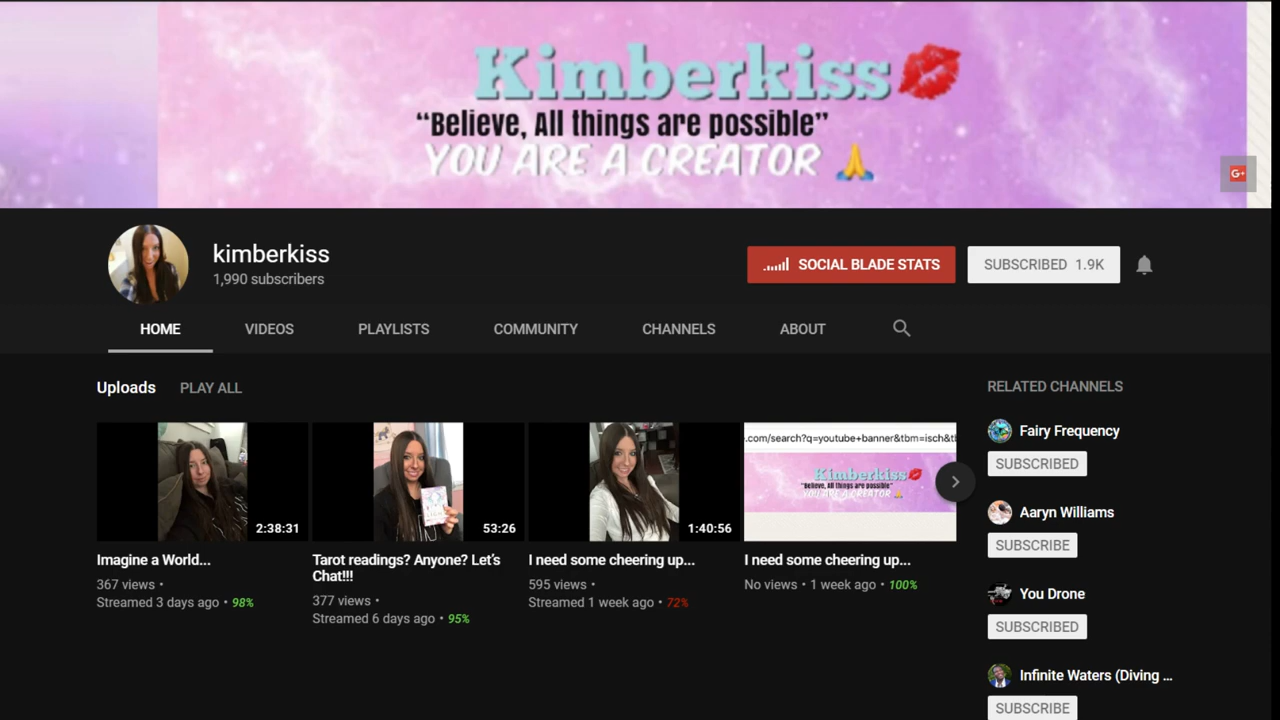 Kimberkiss
“Believe, All things are possible”
YOU ARE A CREATOR
G+
kimberkiss
1,990 subscribers
SOCIAL BLADE STATS
SUBSCRIBED 1.9K
HOME VIDEOS PLAYLISTS COMMUNITY CHANNELS ABOUT
Uploads PLAY ALL
2:38:31
53:26
1:40:56
.com/search?q=youtube+banner&tbm=isch&tb
Kimberkiss
"Believe, All things are possible"
YOU ARE A CREATOR
Imagine a World...
367 views •
Streamed 3 days ago • 98%
Tarot readings? Anyone? Let’s
Chat!!!
377 views •
Streamed 6 days ago • 95%
I need some cheering up...
595 views •
Streamed 1 week ago • 72%
I need some cheering up...
No views • 1 week ago • 100%
RELATED CHANNELS
Fairy Frequency
SUBSCRIBED
Aaryn Williams
SUBSCRIBE
You Drone
SUBSCRIBED
Infinite Waters (Diving ...
SUBSCRIBE